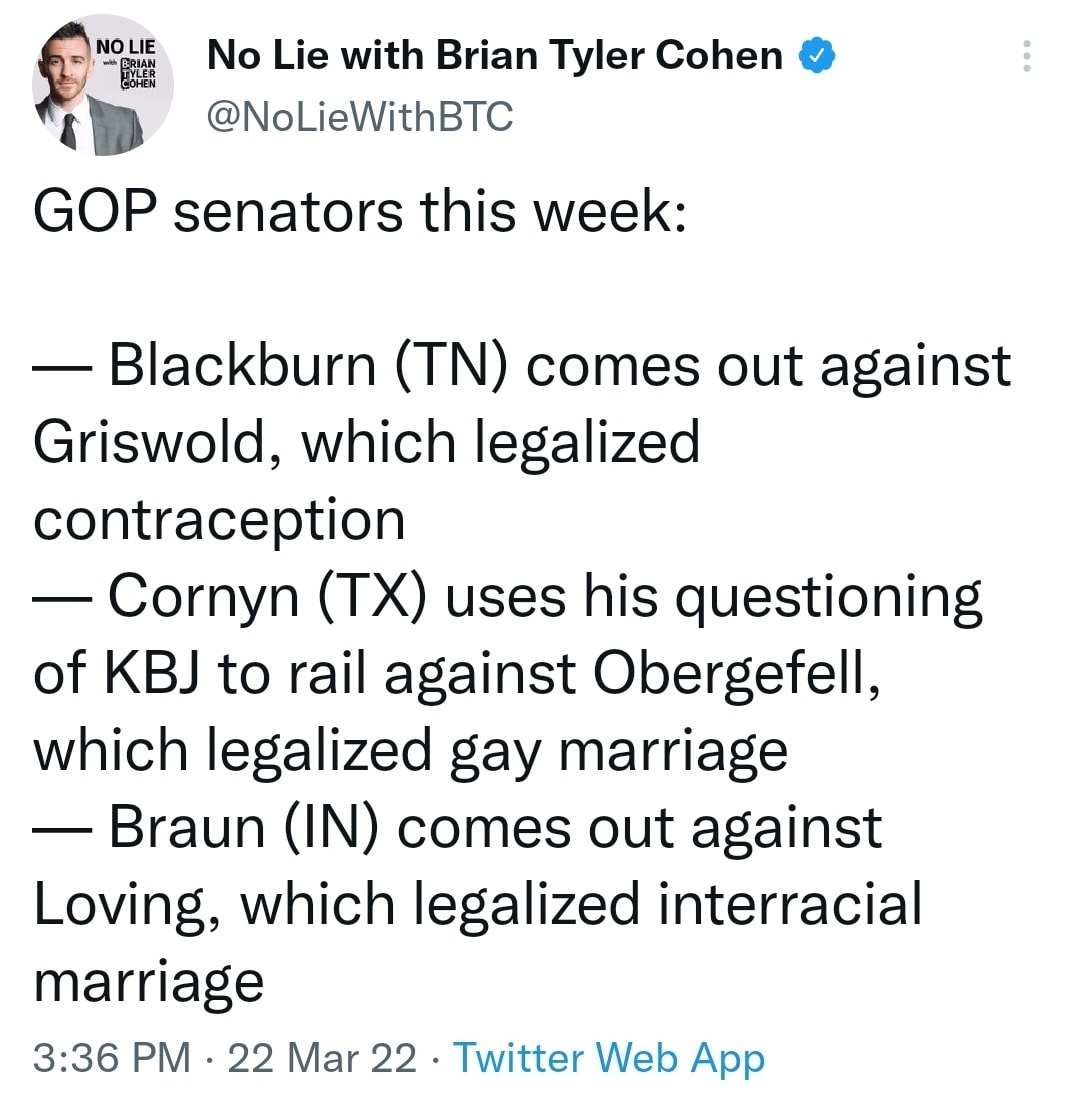 NO LIE
with BRIAN
TYLER
COHEN
No Lie with Brian Tyler Cohen
@NoLieWithBTC
GOP senators this week:
— Blackburn (TN) comes out against
Griswold, which legalized
contraception
— Cornyn (TX) uses his questioning
of KBJ to rail against Obergefell,
which legalized gay marriage
— Braun (IN) comes out against
Loving, which legalized interracial
marriage
3:36 PM · 22 Mar 22 · Twitter Web App